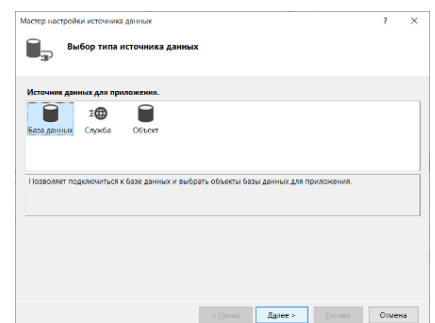 Мастер настройки источника данных ? ×
Выбор типа источника данных
Источник данных для приложения.
База данных Служба Объект
Позволяет подключиться к базе данных и выбрать объекты базы данных для приложения.
< Назад Далее > Готово Отмена